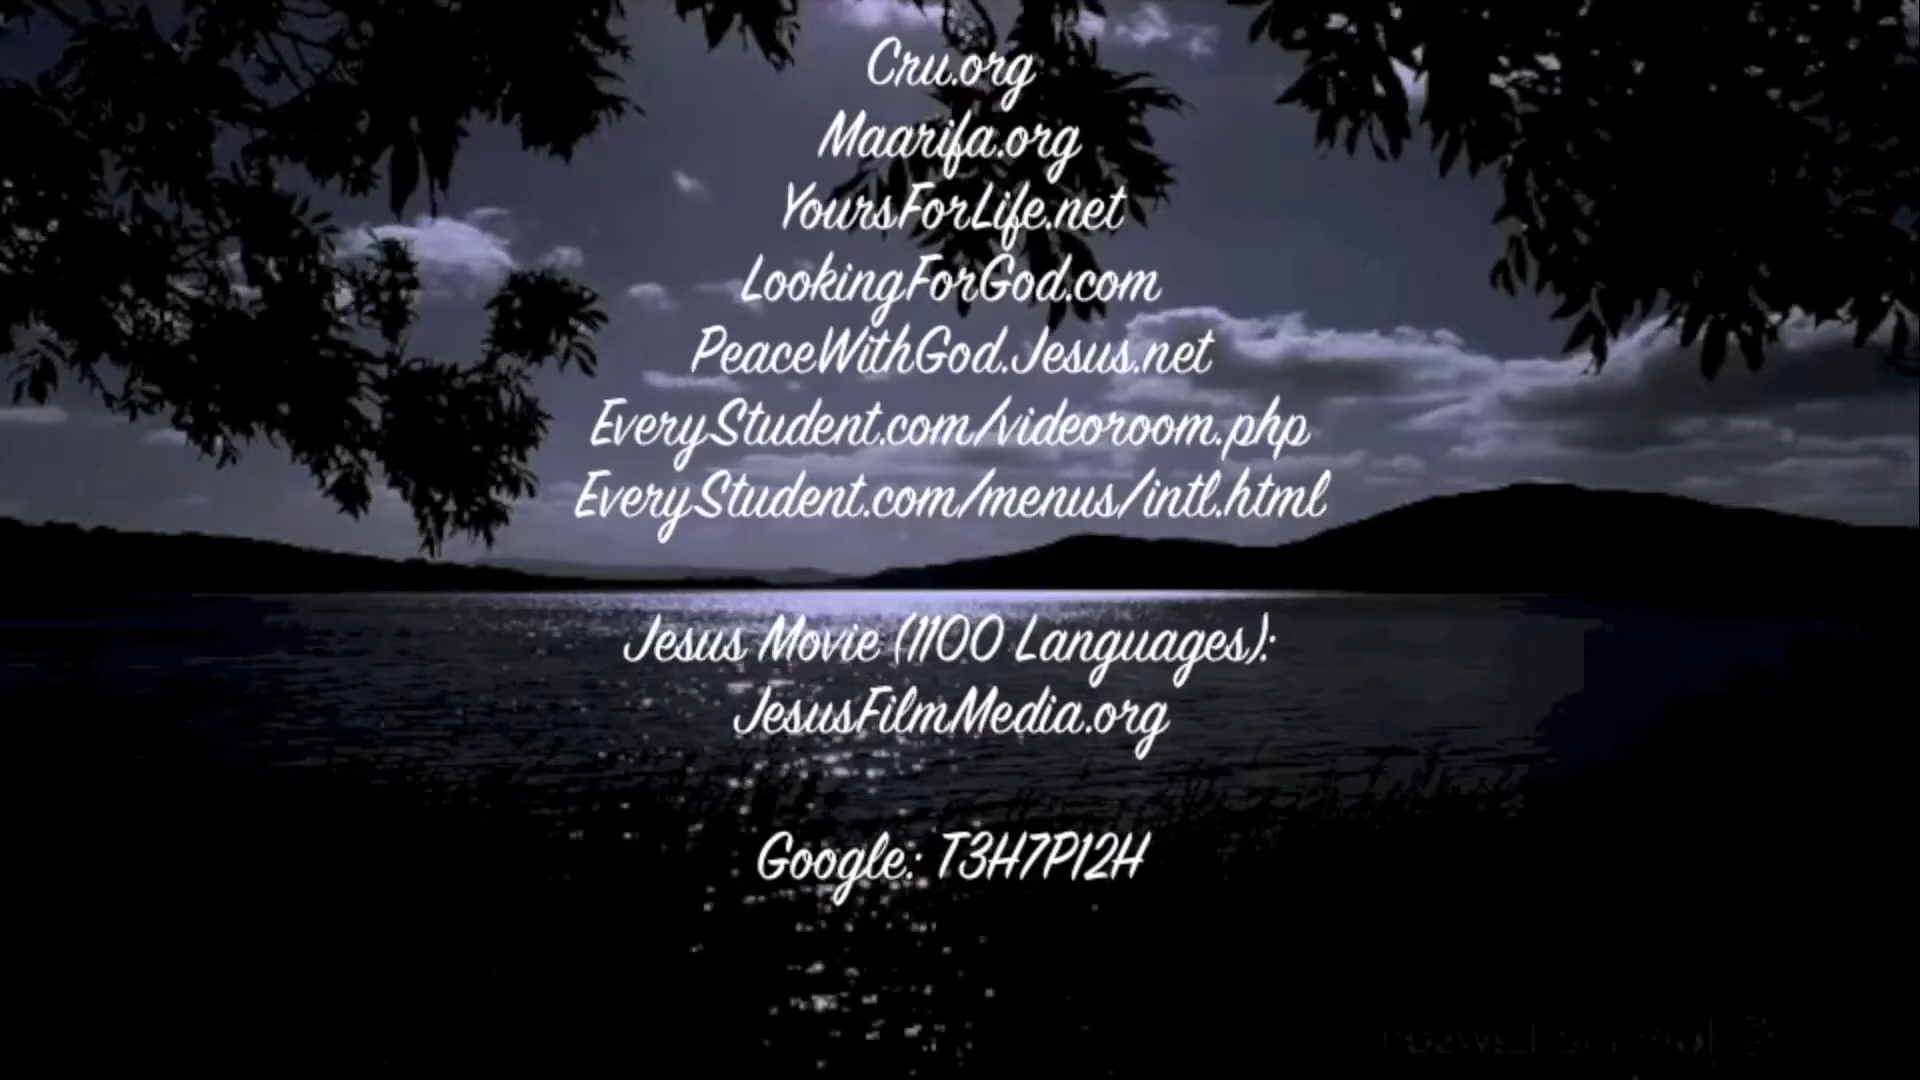 Cru.org
Maarifa.org
YoursForLife.net
LookingForGod.com
PeaceWithGod.Jesus.net
EveryStudent.com/videoroom.php
EveryStudent.com/menus/intl.html
Jesus Movie (1100 Languages):
JesusFilmMedia.org
Google: T3H7P12H